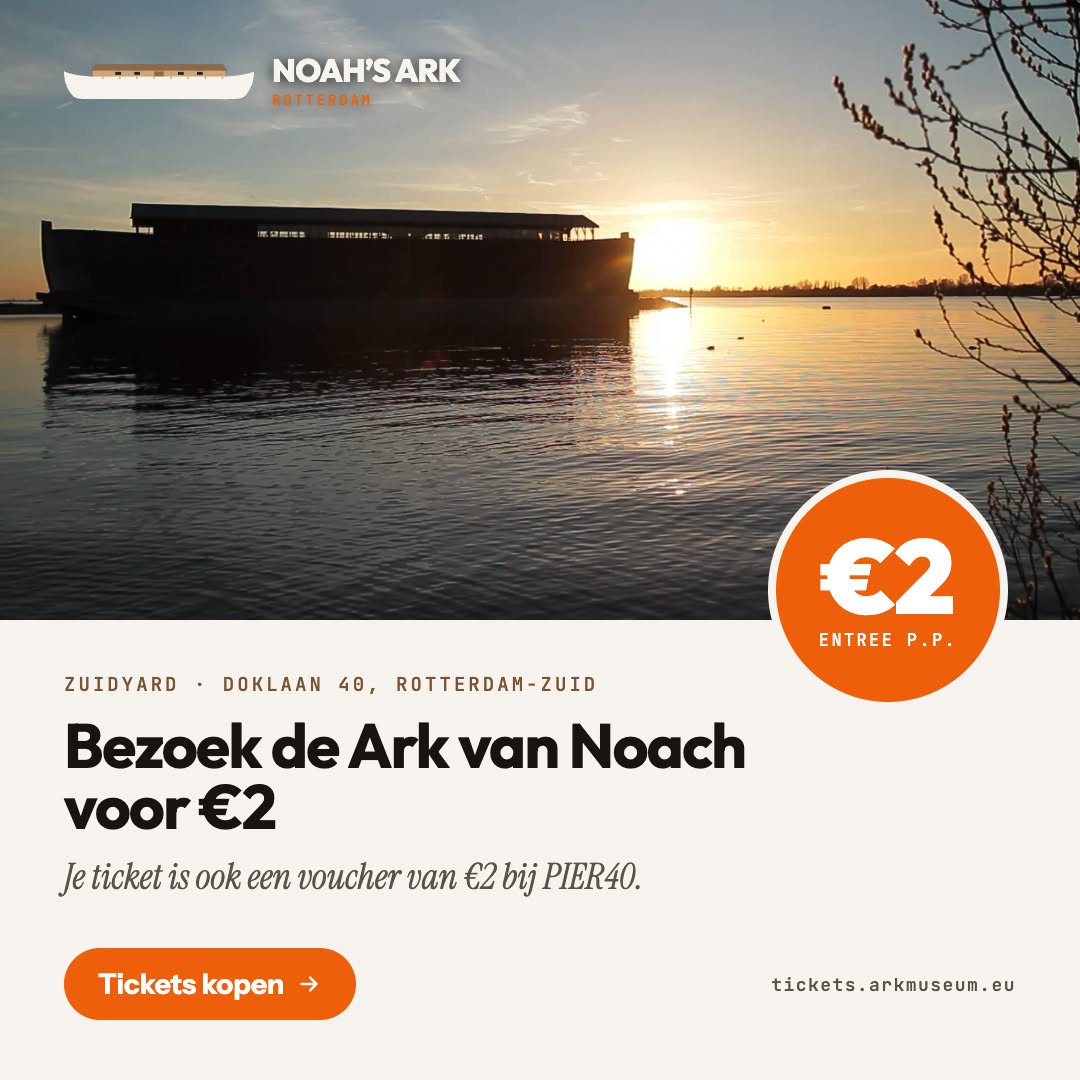 NOAH'S ARK
ROTTERDAM
€2
ENTREE P.P.
ZUIDYARD · DOKLAAN 40, ROTTERDAM-ZUID
Bezoek de Ark van Noach
voor €2
Je ticket is ook een voucher van €2 bij PIER40.
Tickets kopen →
tickets.arkmuseum.eu